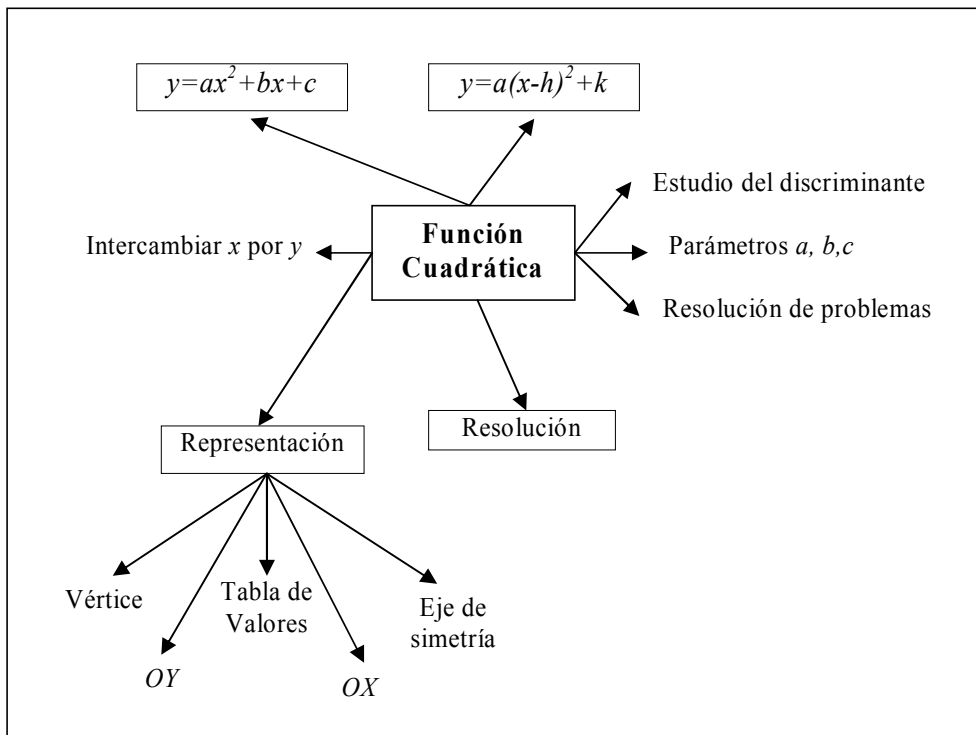 y=ax²+bx+c
y=a(x-h)²+k
Estudio del discriminante
Intercambiar x por y
Función
Cuadrática
Parámetros a, b,c
Resolución de problemas
Representación
Resolución
Vértice
Tabla de
Valores
Eje de
simetría
OY
OX